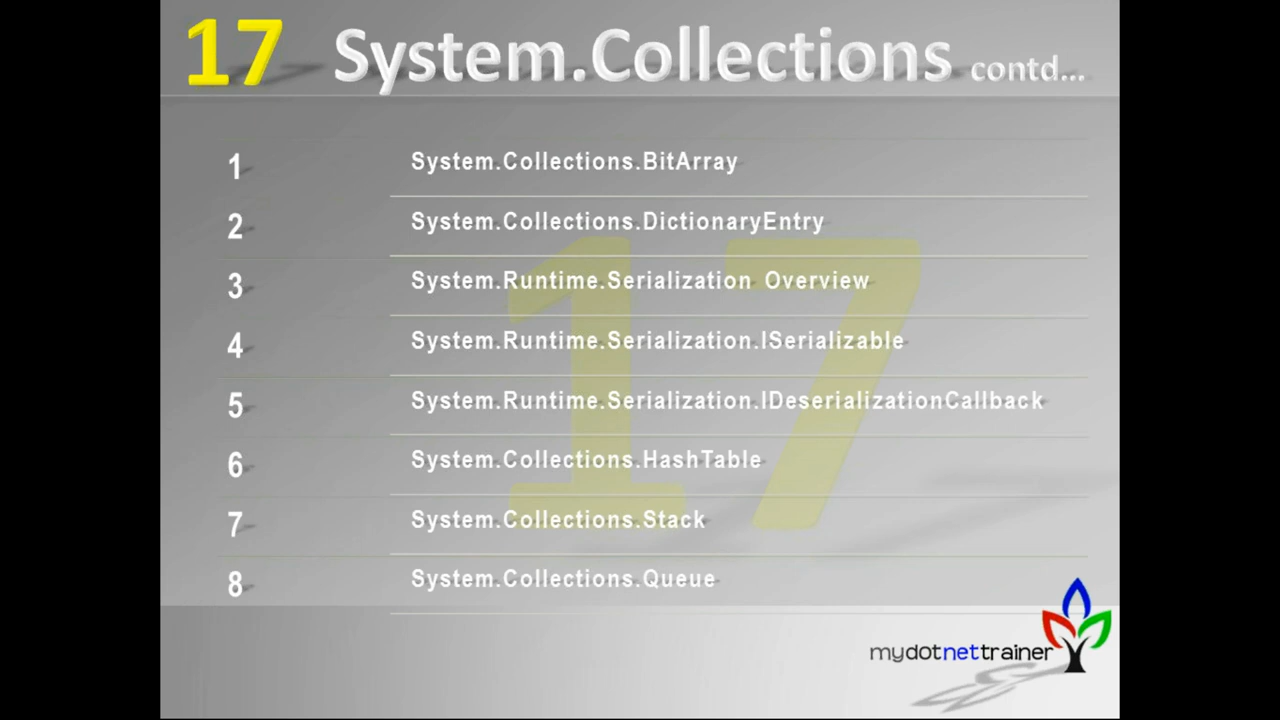 17 System.Collections contd...
1 System.Collections.BitArray
2 System.Collections.DictionaryEntry
3 System.Runtime.Serialization Overview
4 System.Runtime.Serialization.ISerializable
5 System.Runtime.Serialization.IDeserializationCallback
6 System.Collections.HashTable
7 System.Collections.Stack
8 System.Collections.Queue
17
mydotnettrainer